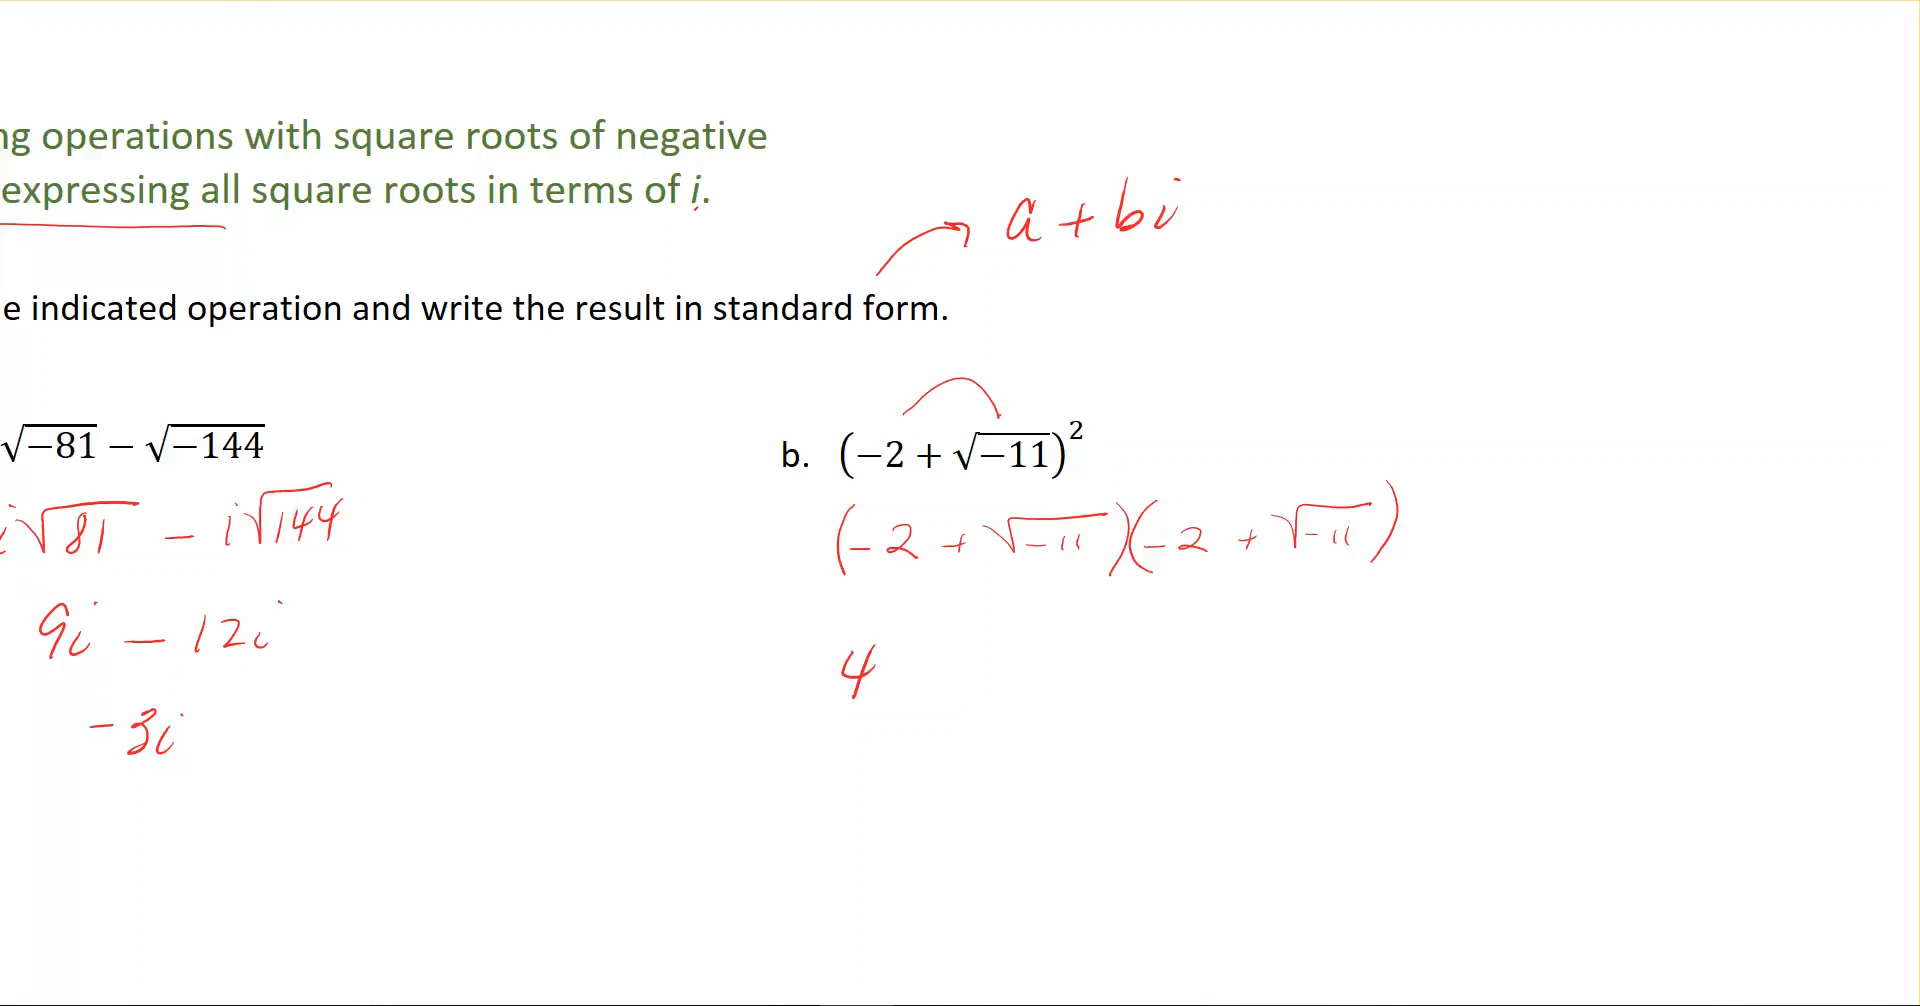 ng operations with square roots of negative
expressing all square roots in terms of i.
a + bi
e indicated operation and write the result in standard form.
√−81 − √−144
b. (−2 + √−11)²
i√81 − i√144
(−2 + √−11)(−2 + √−11)
9i − 12i
4
−3i